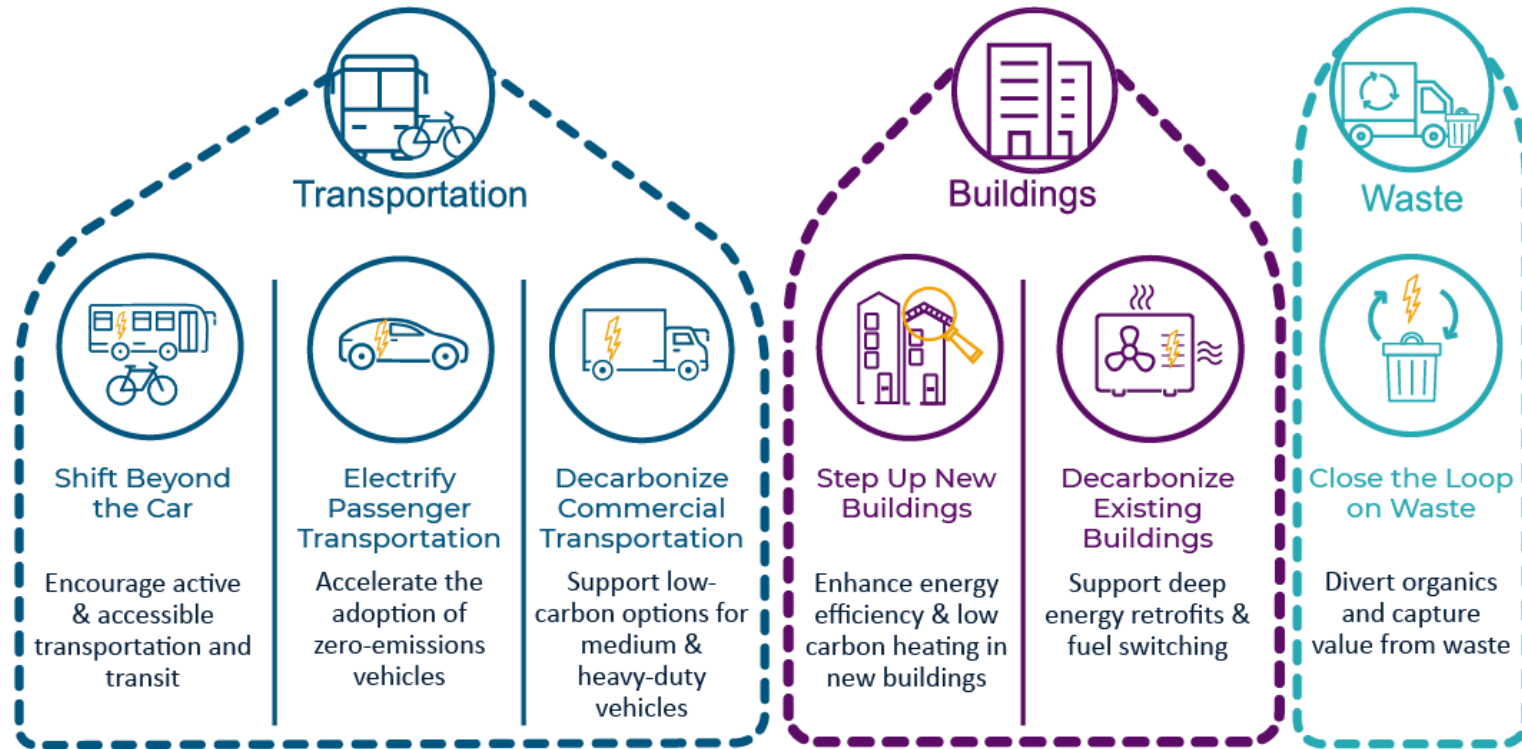 Transportation
Buildings
Waste
Shift Beyond
the Car
Encourage active
& accessible
transportation and
transit
Electrify
Passenger
Transportation
Accelerate the
adoption of
zero-emissions
vehicles
Decarbonize
Commercial
Transportation
Support low-
carbon options for
medium &
heavy-duty
vehicles
Step Up New
Buildings
Enhance energy
efficiency & low
carbon heating in
new buildings
Decarbonize
Existing
Buildings
Support deep
energy retrofits &
fuel switching
Close the Loop
on Waste
Divert organics
and capture
value from waste